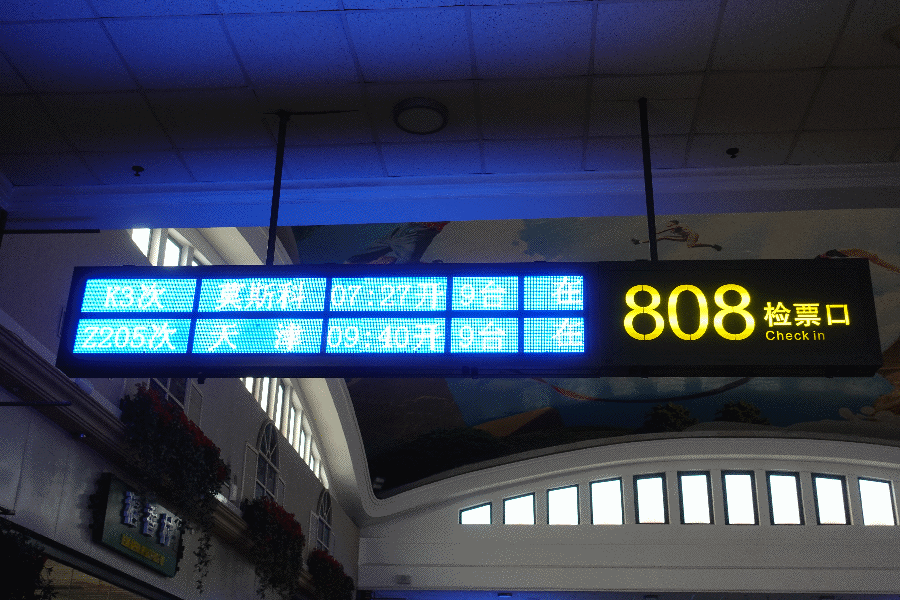 K3次 莫斯科 07:27开 9台 在
Z205次 天 津 09:40开 9台 在
808 检票口
Check in